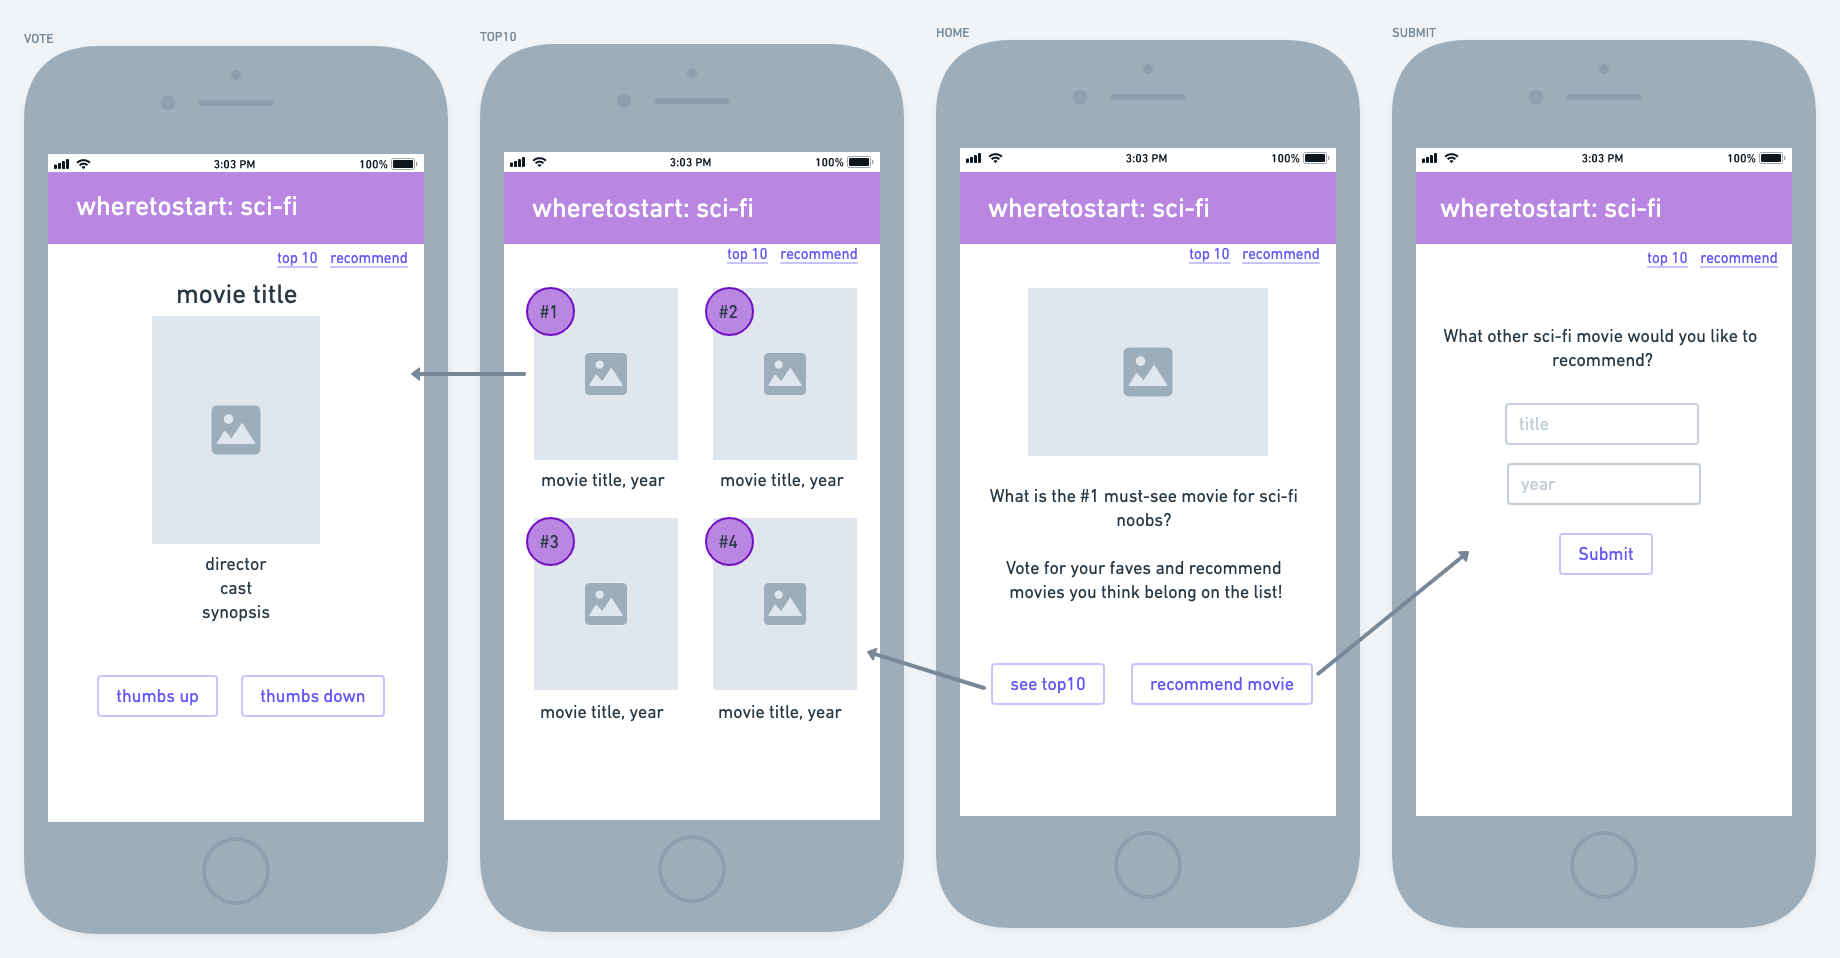 VOTE
3:03 PM
100%
wheretostart: sci-fi
top 10 recommend
movie title
director
cast
synopsis
thumbs up
thumbs down
TOP10
3:03 PM
100%
wheretostart: sci-fi
top 10 recommend
#1
#2
movie title, year
movie title, year
#3
#4
movie title, year
movie title, year
HOME
3:03 PM
100%
wheretostart: sci-fi
top 10 recommend
What is the #1 must-see movie for sci-fi
noobs?
Vote for your faves and recommend
movies you think belong on the list!
see top10
recommend movie
SUBMIT
3:03 PM
100%
wheretostart: sci-fi
top 10 recommend
What other sci-fi movie would you like to
recommend?
title
year
Submit